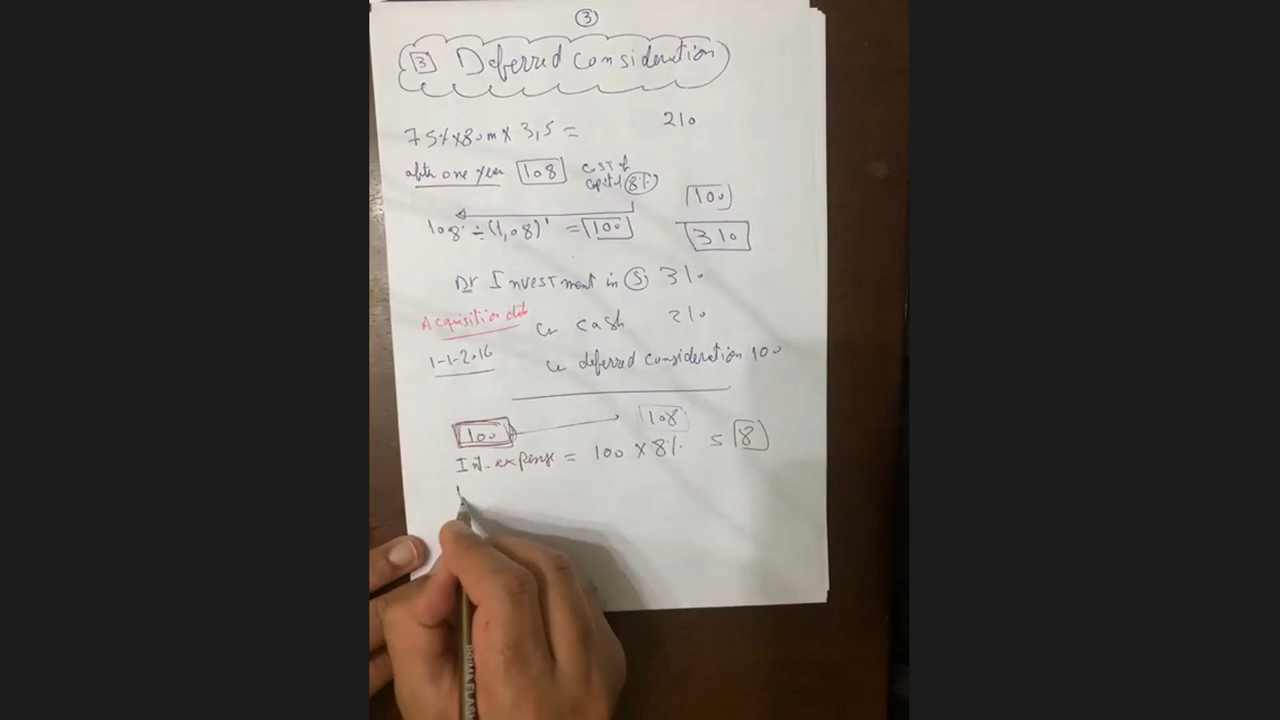 3
3 Deferred consideration
75% x 80m x 3,5 = 210
after one year 108 cost of
capital 8%
100
108 ÷ (1,08)¹ = 100
310
Dr Investment in S 310
Acquisition date
Cr cash 210
1-1-2016
Cr deferred consideration 100
100 108
Int-expense = 100 x 8% = 8
PRIMA FLASH